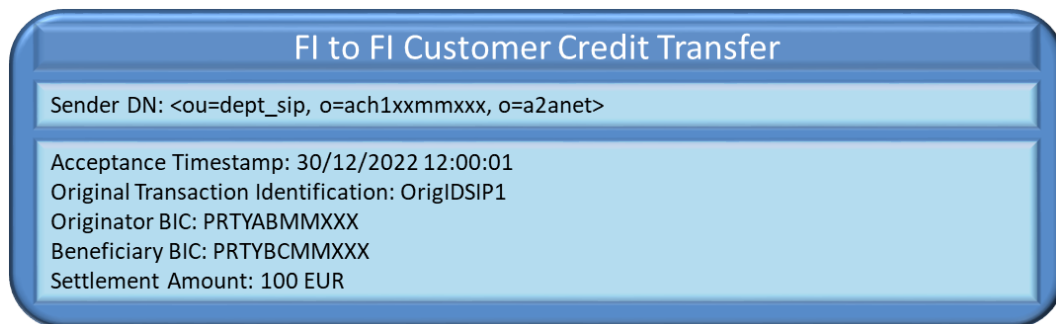 FI to FI Customer Credit Transfer
Sender DN: <ou=dept_sip, o=ach1xxmmxxx, o=a2anet>
Acceptance Timestamp: 30/12/2022 12:00:01
Original Transaction Identification: OrigIDSIP1
Originator BIC: PRTYABMMXXX
Beneficiary BIC: PRTYBCMMXXX
Settlement Amount: 100 EUR